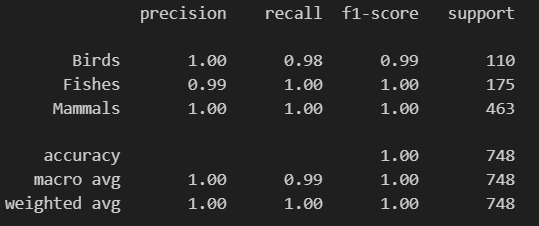 precision recall f1-score support
Birds 1.00 0.98 0.99 110
Fishes 0.99 1.00 1.00 175
Mammals 1.00 1.00 1.00 463
accuracy 1.00 748
macro avg 1.00 0.99 1.00 748
weighted avg 1.00 1.00 1.00 748